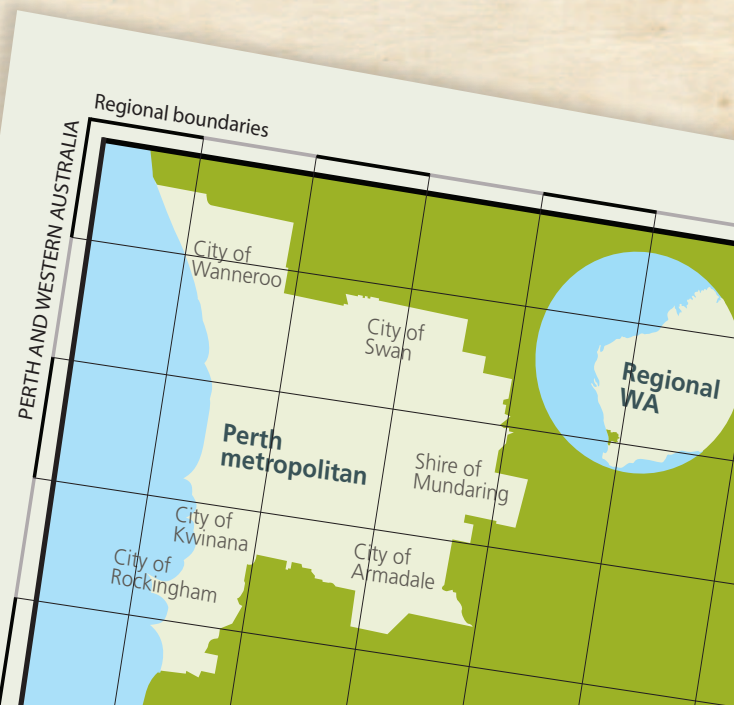 Regional boundaries
PERTH AND WESTERN AUSTRALIA
City of
Wanneroo
City of
Swan
Regional
WA
Perth
metropolitan
Shire of
Mundaring
City of
Kwinana
City of
Armadale
City of
Rockingham